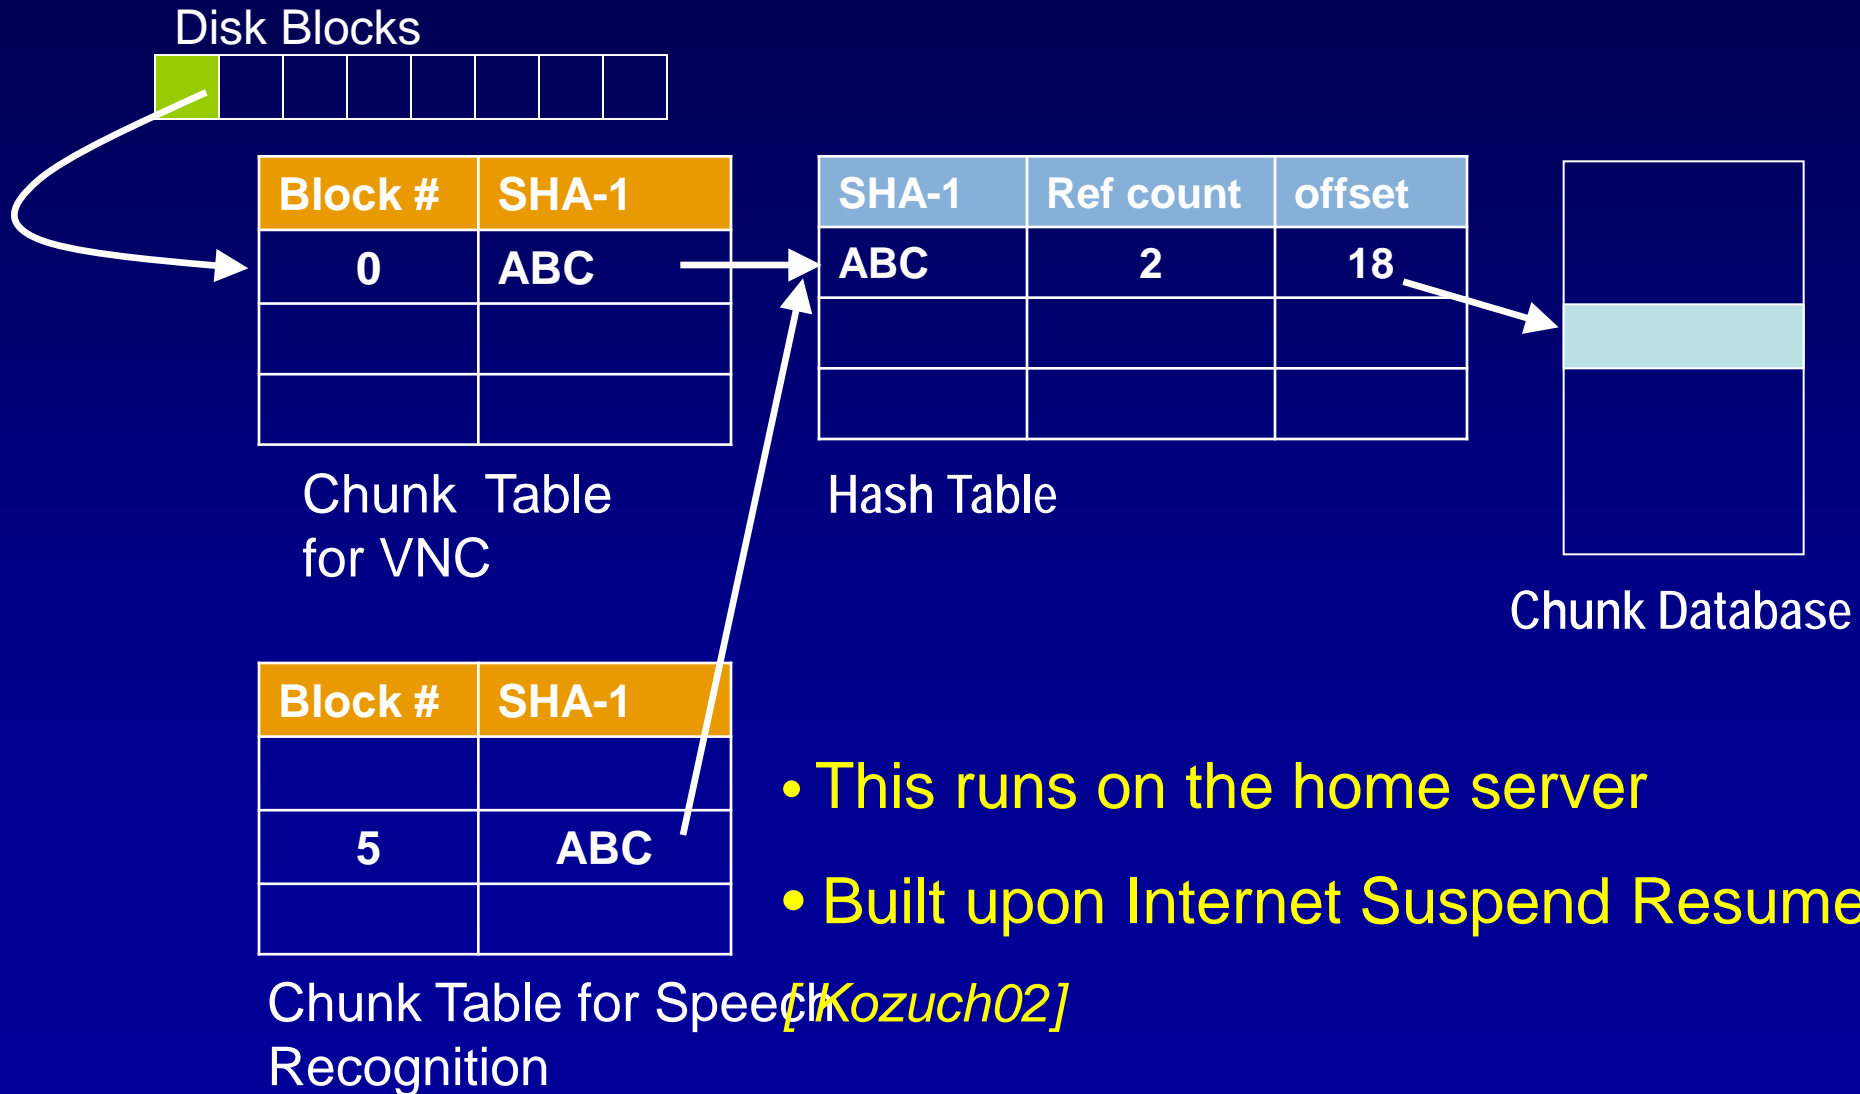 Disk Blocks
Block # SHA-1
0 ABC
Chunk Table
for VNC
SHA-1 Ref count offset
ABC 2 18
Hash Table
Chunk Database
Block # SHA-1
5 ABC
Chunk Table for Speech
Recognition
• This runs on the home server
• Built upon Internet Suspend Resume
[Kozuch02]